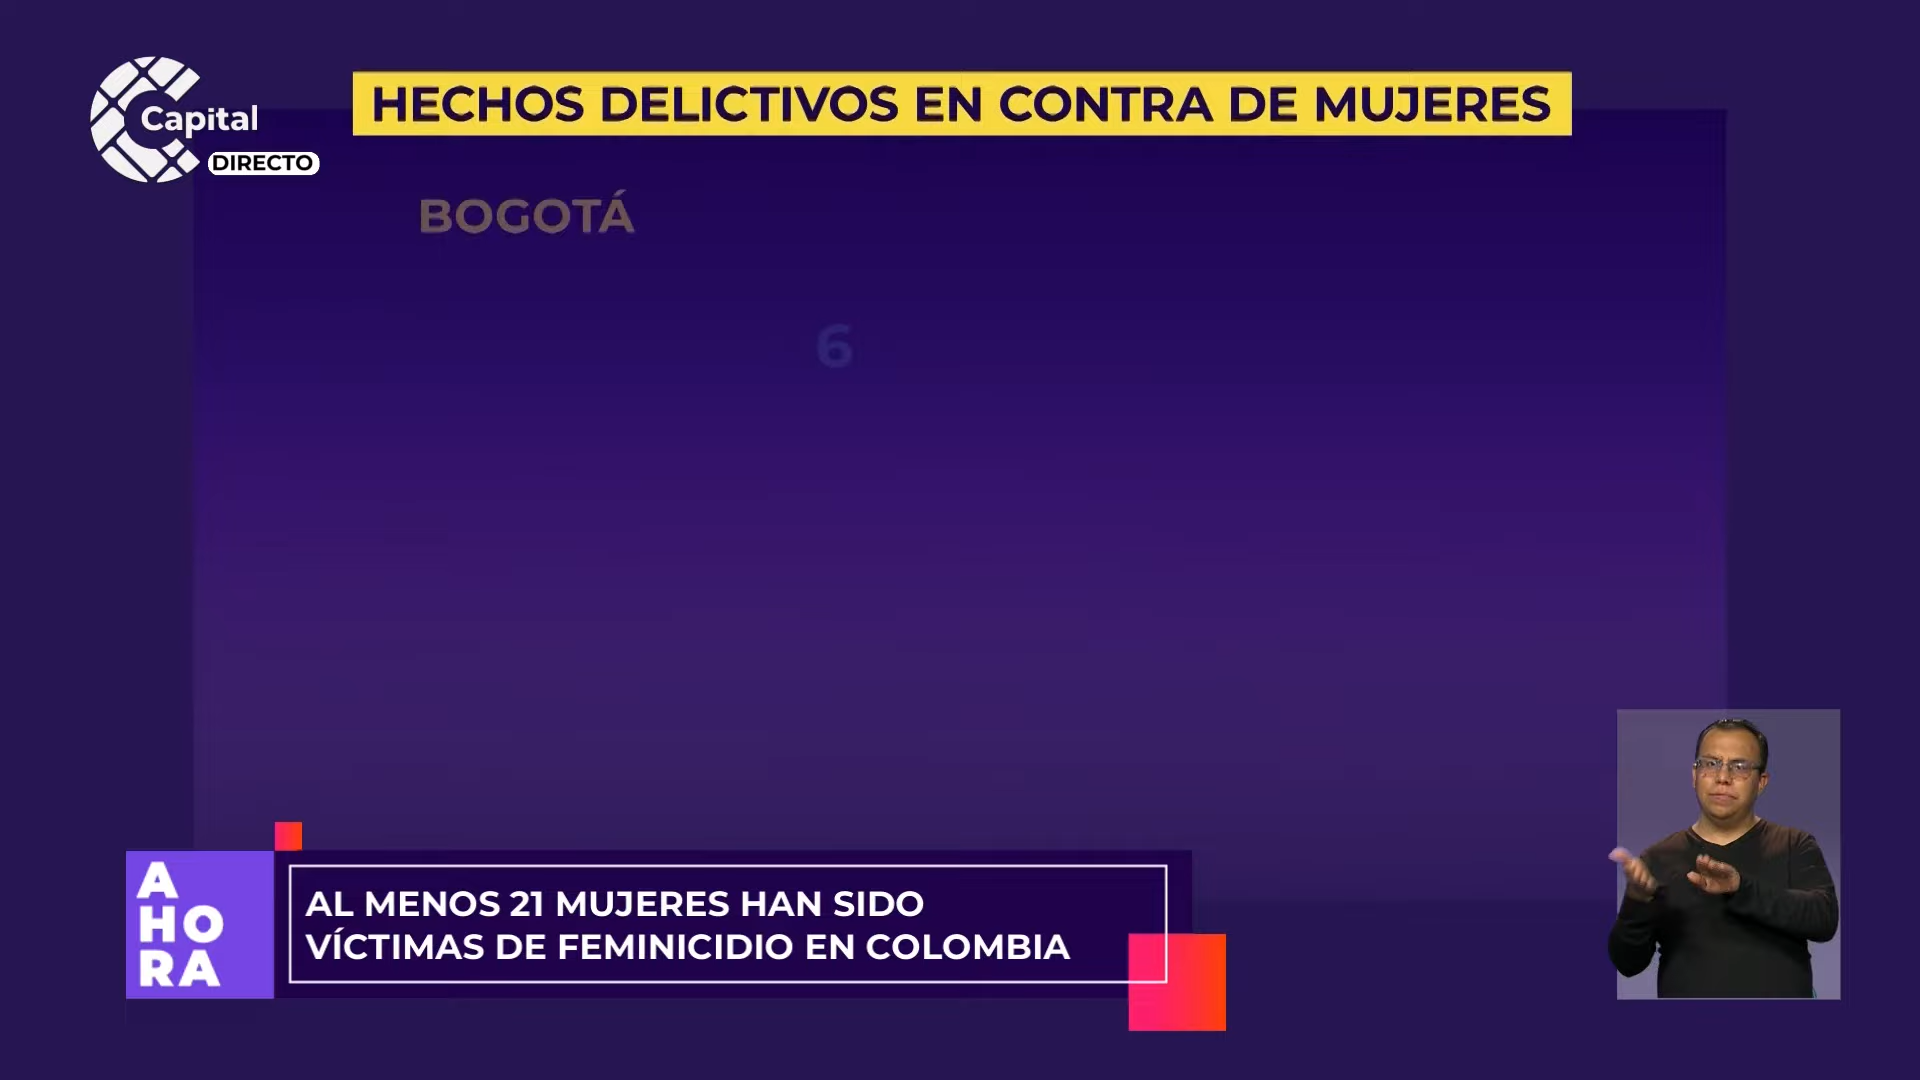 Capital
DIRECTO
HECHOS DELICTIVOS EN CONTRA DE MUJERES
BOGOTÁ
6
A
HO
RA
AL MENOS 21 MUJERES HAN SIDO
VÍCTIMAS DE FEMINICIDIO EN COLOMBIA